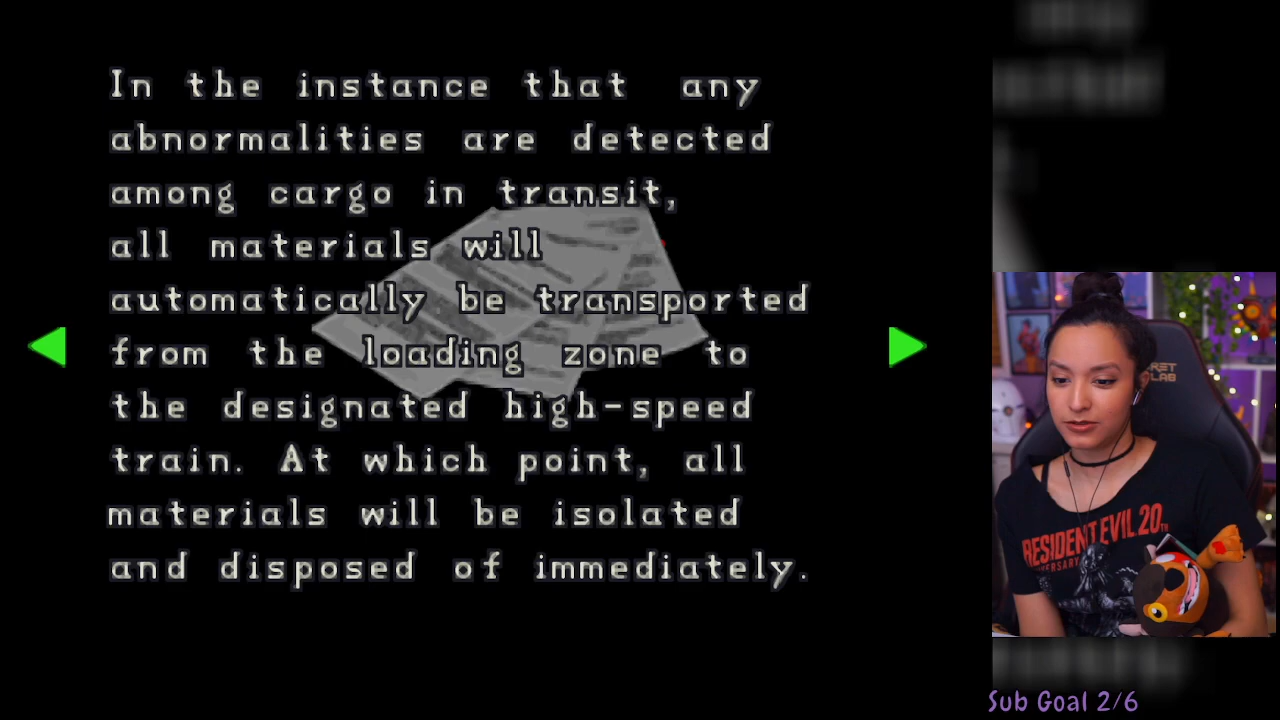 In the instance that any
abnormalities are detected
among cargo in transit,
all materials will
automatically be transported
from the loading zone to
the designated high-speed
train. At which point, all
materials will be isolated
and disposed of immediately.
RESIDENT EVIL 20TH
Sub Goal 2/6